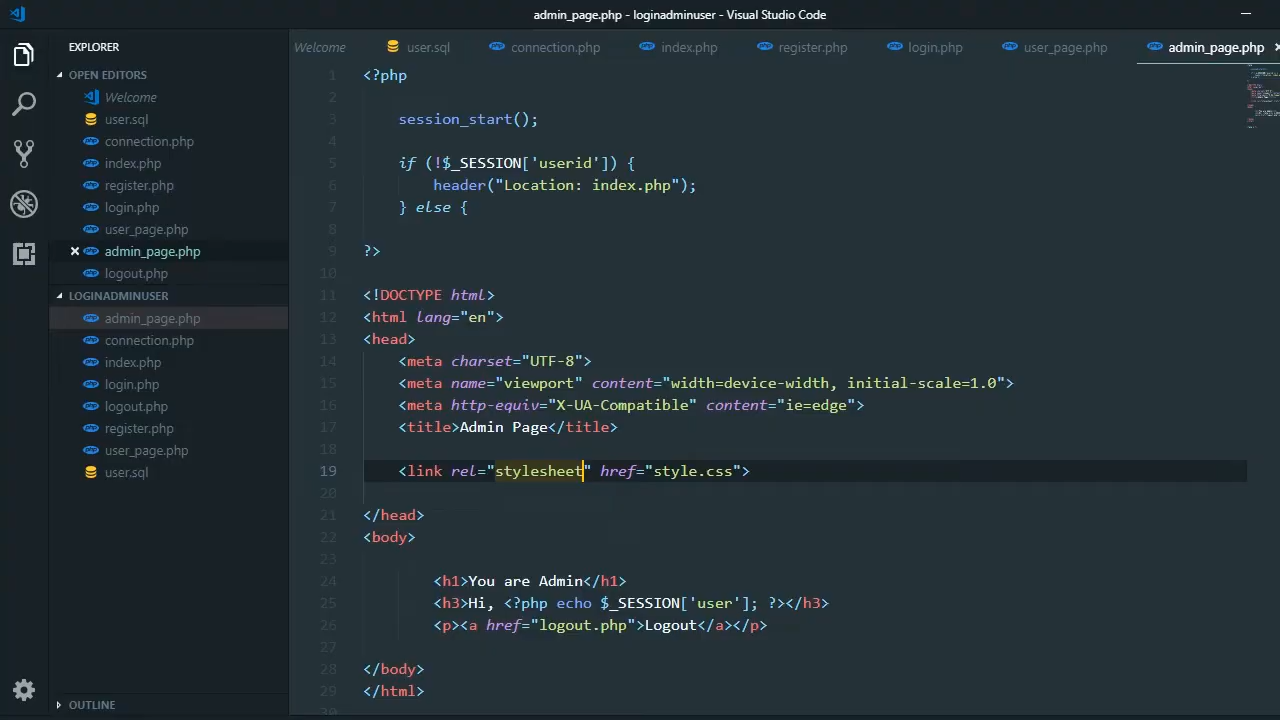 admin_page.php - loginadminuser - Visual Studio Code
EXPLORER
OPEN EDITORS
Welcome
user.sql
connection.php
index.php
register.php
login.php
user_page.php
admin_page.php
logout.php
LOGINADMINUSER
admin_page.php
connection.php
index.php
login.php
logout.php
register.php
user_page.php
user.sql
OUTLINE
Welcome user.sql connection.php index.php register.php login.php user_page.php admin_page.php
1 <?php
2
3 session_start();
4
5 if (!$_SESSION['userid']) {
6 header("Location: index.php");
7 } else {
8
9 ?>
10
11 <!DOCTYPE html>
12 <html lang="en">
13 <head>
14 <meta charset="UTF-8">
15 <meta name="viewport" content="width=device-width, initial-scale=1.0">
16 <meta http-equiv="X-UA-Compatible" content="ie=edge">
17 <title>Admin Page</title>
18
19 <link rel="stylesheet" href="style.css">
20
21 </head>
22 <body>
23
24 <h1>You are Admin</h1>
25 <h3>Hi, <?php echo $_SESSION['user']; ?></h3>
26 <p><a href="logout.php">Logout</a></p>
27
28 </body>
29 </html>
30